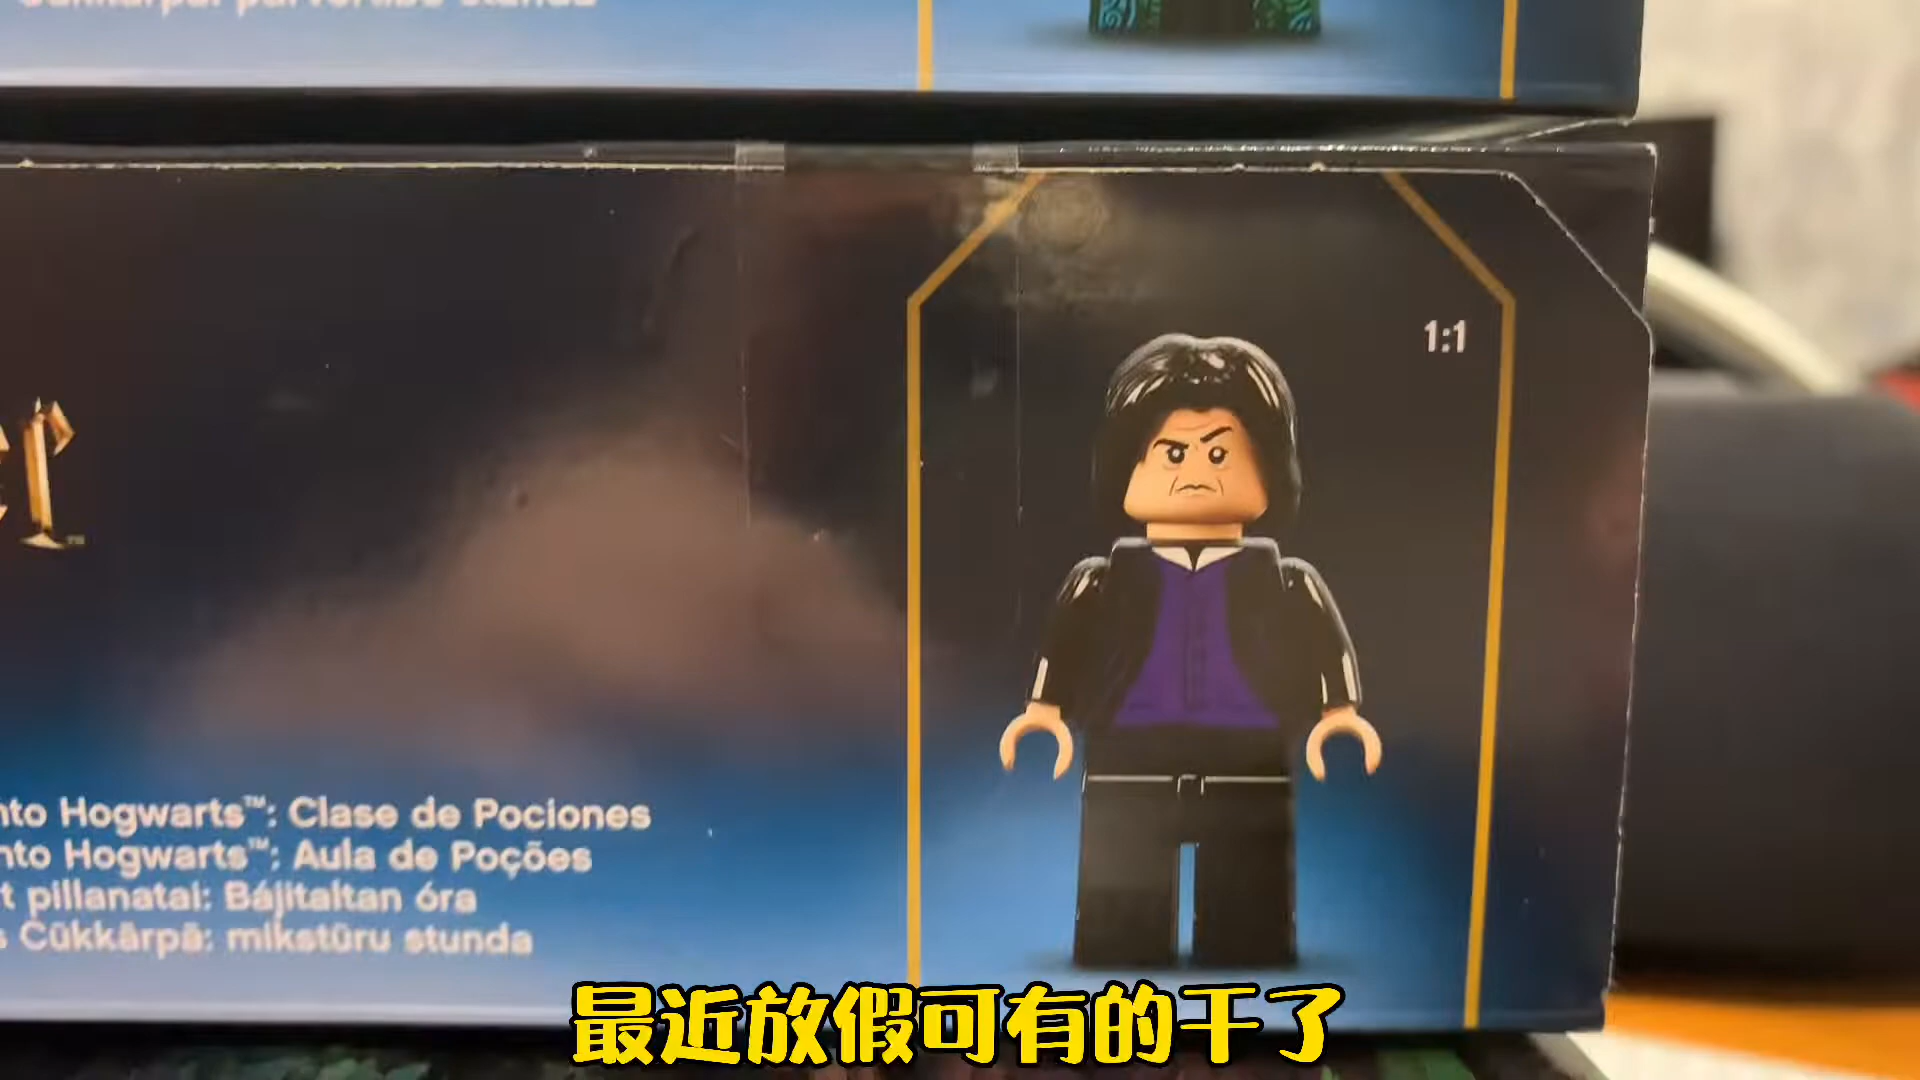 1:1
r™
nto Hogwarts™: Clase de Pociones
nto Hogwarts™: Aula de Poções
t pillanatai: Bájitaltan óra
s Cūkkārpā: mikstūru stunda
最近放假可有的干了